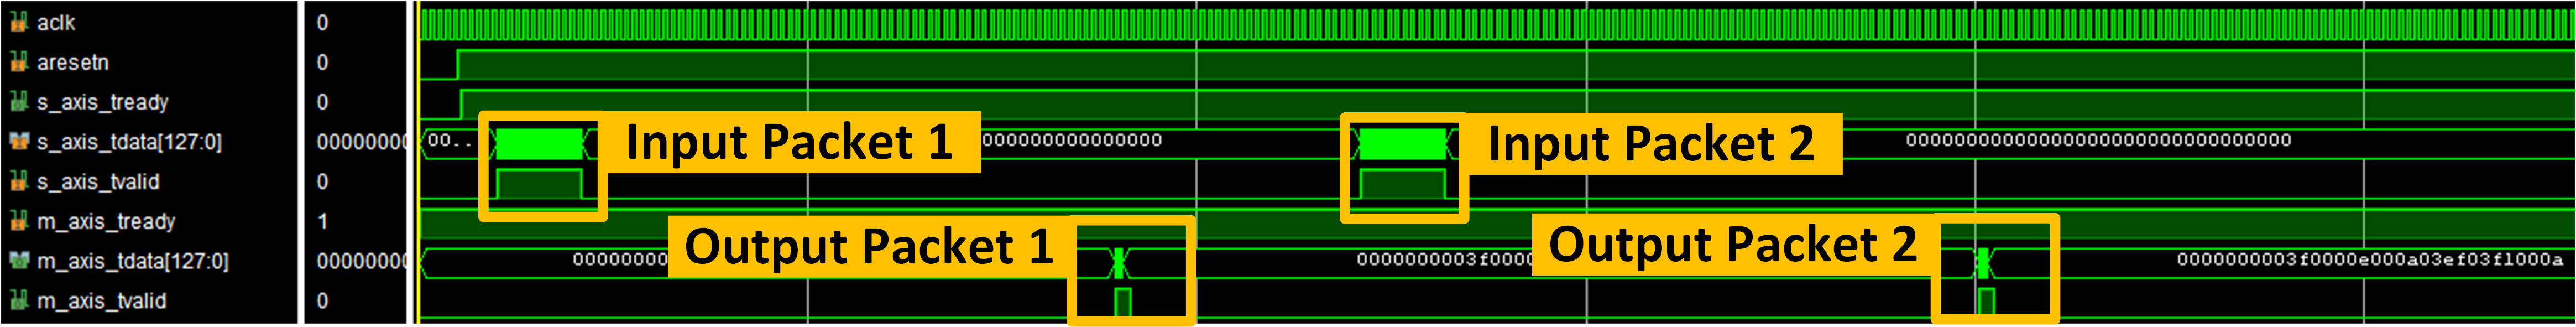 aclk 0
aresetn 0
s_axis_tready 0
s_axis_tdata[127:0] 00000000 00.. Input Packet 1 000000000000000 Input Packet 2 00000000000000000000000000000000
s_axis_tvalid 0
m_axis_tready 1
m_axis_tdata[127:0] 00000000 00000000 Output Packet 1 0000000003f0000 Output Packet 2 0000000003f0000e000a03ef03f1000a
m_axis_tvalid 0